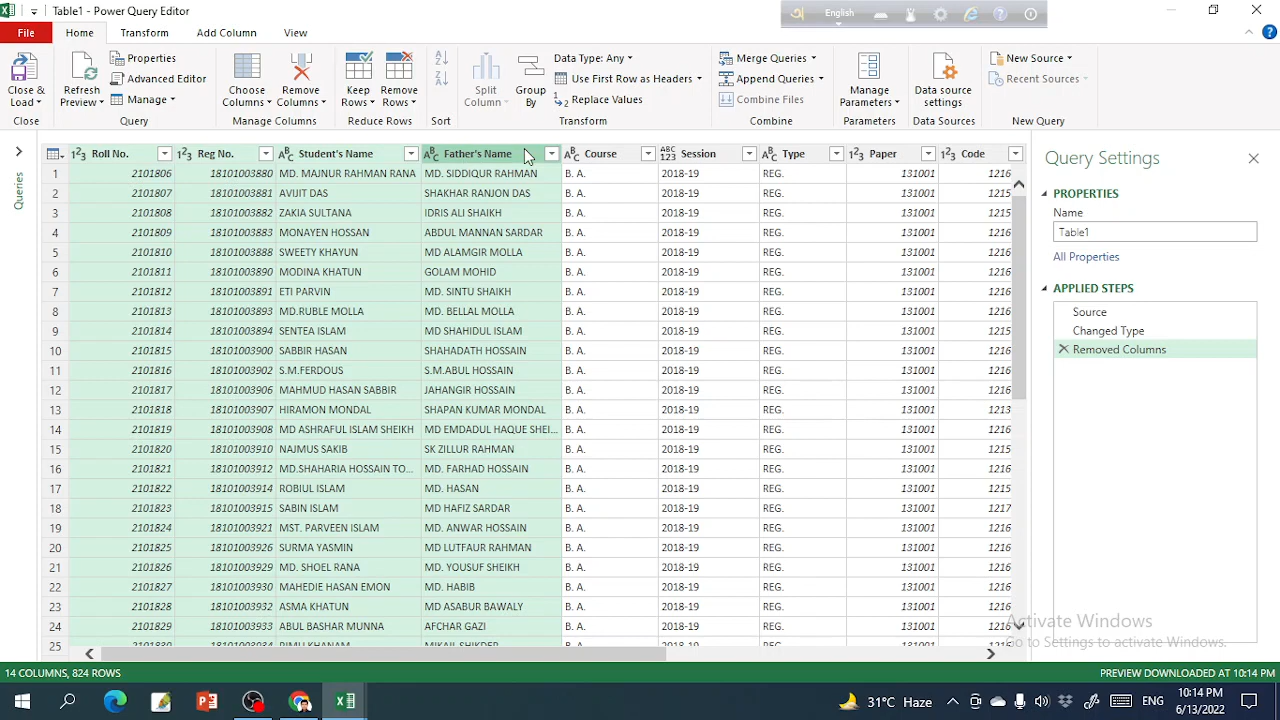 Table1 - Power Query Editor
English
File Home Transform Add Column View
Close & Load
Close
Refresh Preview
Properties
Advanced Editor
Manage
Query
Choose Columns
Remove Columns
Manage Columns
Keep Rows
Remove Rows
Reduce Rows
Sort
Split Column
Group By
Data Type: Any
Use First Row as Headers
Replace Values
Transform
Merge Queries
Append Queries
Combine Files
Combine
Manage Parameters
Parameters
Data source settings
Data Sources
New Source
Recent Sources
New Query
Queries
Roll No. Reg No. Student's Name Father's Name Course Session Type Paper Code
1 2101806 18101003880 MD. MAJNUR RAHMAN RANA MD. SIDDIQUR RAHMAN B. A. 2018-19 REG. 131001 1216
2 2101807 18101003881 AVIJIT DAS SHAKHAR RANJON DAS B. A. 2018-19 REG. 131001 1215
3 2101808 18101003882 ZAKIA SULTANA IDRIS ALI SHAIKH B. A. 2018-19 REG. 131001 1215
4 2101809 18101003883 MONAYEN HOSSAN ABDUL MANNAN SARDAR B. A. 2018-19 REG. 131001 1216
5 2101810 18101003888 SWEETY KHAYUN MD ALAMGIR MOLLA B. A. 2018-19 REG. 131001 1216
6 2101811 18101003890 MODINA KHATUN GOLAM MOHID B. A. 2018-19 REG. 131001 1216
7 2101812 18101003891 ETI PARVIN MD. SINTU SHAIKH B. A. 2018-19 REG. 131001 1216
8 2101813 18101003893 MD.RUBLE MOLLA MD. BELLAL MOLLA B. A. 2018-19 REG. 131001 1216
9 2101814 18101003894 SENTEA ISLAM MD SHAHIDUL ISLAM B. A. 2018-19 REG. 131001 1215
10 2101815 18101003900 SABBIR HASAN SHAHADATH HOSSAIN B. A. 2018-19 REG. 131001 1216
11 2101816 18101003902 S.M.FERDOUS S.M.ABUL HOSSAIN B. A. 2018-19 REG. 131001 1216
12 2101817 18101003906 MAHMUD HASAN SABBIR JAHANGIR HOSSAIN B. A. 2018-19 REG. 131001 1216
13 2101818 18101003907 HIRAMON MONDAL SHAPAN KUMAR MONDAL B. A. 2018-19 REG. 131001 1213
14 2101819 18101003908 MD ASHRAFUL ISLAM SHEIKH MD EMDADUL HAQUE SHEI... B. A. 2018-19 REG. 131001 1216
15 2101820 18101003910 NAJMUS SAKIB SK ZILLUR RAHMAN B. A. 2018-19 REG. 131001 1215
16 2101821 18101003912 MD.SHAHARIA HOSSAIN TO... MD. FARHAD HOSSAIN B. A. 2018-19 REG. 131001 1216
17 2101822 18101003914 ROBIUL ISLAM MD. HASAN B. A. 2018-19 REG. 131001 1215
18 2101823 18101003915 SABIN ISLAM MD HAFIZ SARDAR B. A. 2018-19 REG. 131001 1217
19 2101824 18101003921 MST. PARVEEN ISLAM MD. ANWAR HOSSAIN B. A. 2018-19 REG. 131001 1216
20 2101825 18101003926 SURMA YASMIN MD LUTFAUR RAHMAN B. A. 2018-19 REG. 131001 1216
21 2101826 18101003929 MD. SHOEL RANA MD. YOUSUF SHEIKH B. A. 2018-19 REG. 131001 1216
22 2101827 18101003930 MAHEDIE HASAN EMON MD. HABIB B. A. 2018-19 REG. 131001 1216
23 2101828 18101003932 ASMA KHATUN MD ASABUR BAWALY B. A. 2018-19 REG. 131001 1216
24 2101829 18101003933 ABUL BASHAR MUNNA AFCHAR GAZI B. A. 2018-19 REG. 131001 1216
25
Query Settings
PROPERTIES
Name
Table1
All Properties
APPLIED STEPS
Source
Changed Type
Removed Columns
Activate Windows
Go to Settings to activate Windows.
14 COLUMNS, 824 ROWS
PREVIEW DOWNLOADED AT 10:14 PM
31°C Haze
ENG
10:14 PM
6/13/2022